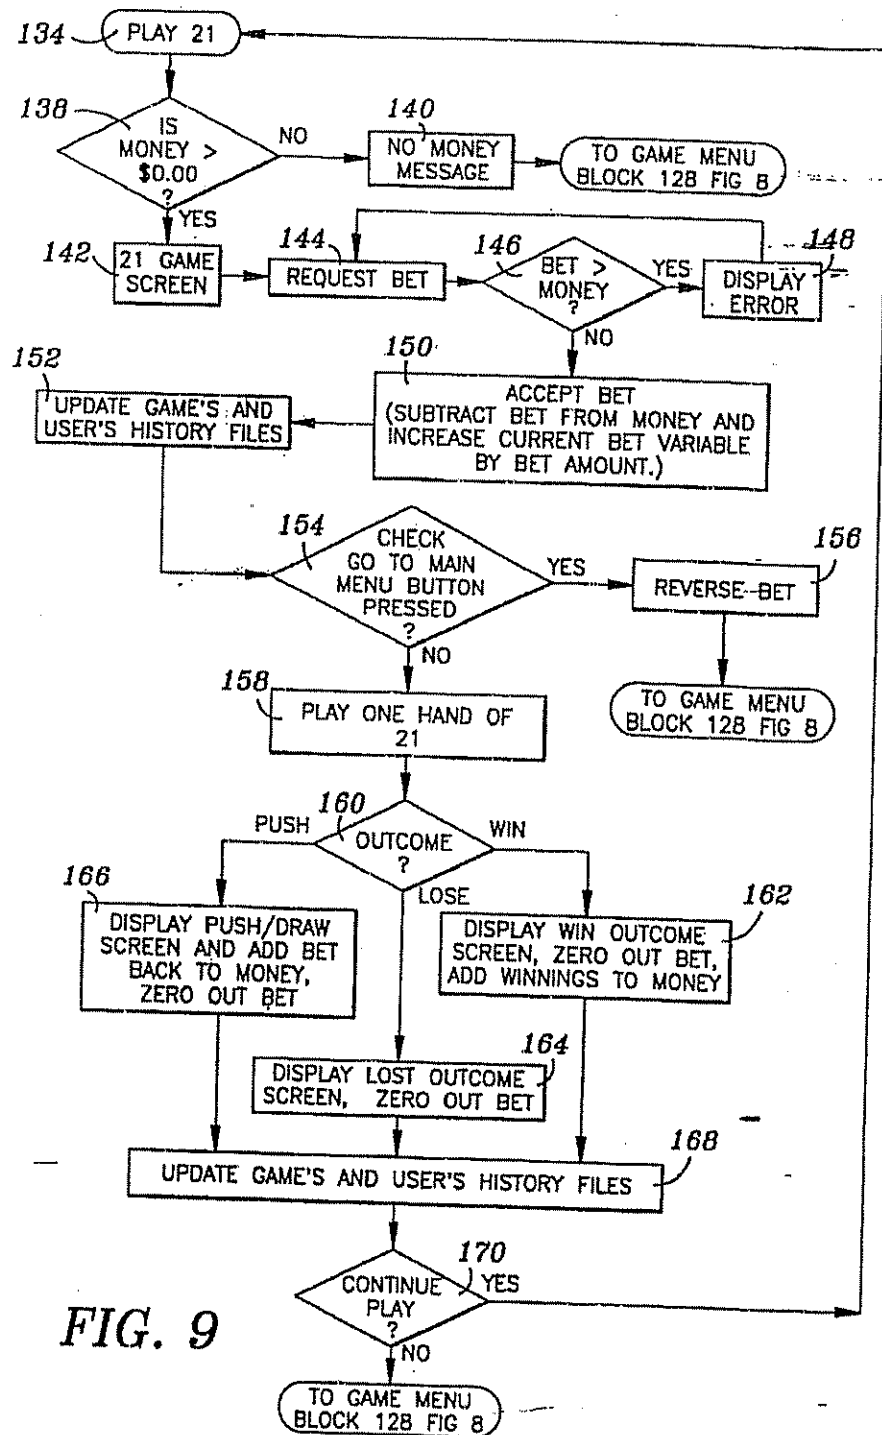 134
PLAY 21
138
IS
MONEY >
$0.00
?
NO
YES
140
NO MONEY
MESSAGE
TO GAME MENU
BLOCK 128 FIG 8
142
21 GAME
SCREEN
144
REQUEST BET
146
BET >
MONEY
?
YES
NO
148
DISPLAY
ERROR
150
ACCEPT BET
(SUBTRACT BET FROM MONEY AND
INCREASE CURRENT BET VARIABLE
BY BET AMOUNT.)
152
UPDATE GAME'S AND
USER'S HISTORY FILES
154
CHECK
GO TO MAIN
MENU BUTTON
PRESSED
?
YES
NO
156
REVERSE BET
TO GAME MENU
BLOCK 128 FIG 8
158
PLAY ONE HAND OF
21
160
OUTCOME
?
PUSH
WIN
LOSE
166
DISPLAY PUSH/DRAW
SCREEN AND ADD BET
BACK TO MONEY,
ZERO OUT BET
162
DISPLAY WIN OUTCOME
SCREEN, ZERO OUT BET,
ADD WINNINGS TO MONEY
164
DISPLAY LOST OUTCOME
SCREEN, ZERO OUT BET
168
UPDATE GAME'S AND USER'S HISTORY FILES
170
CONTINUE
PLAY
?
YES
NO
TO GAME MENU
BLOCK 128 FIG 8
FIG. 9